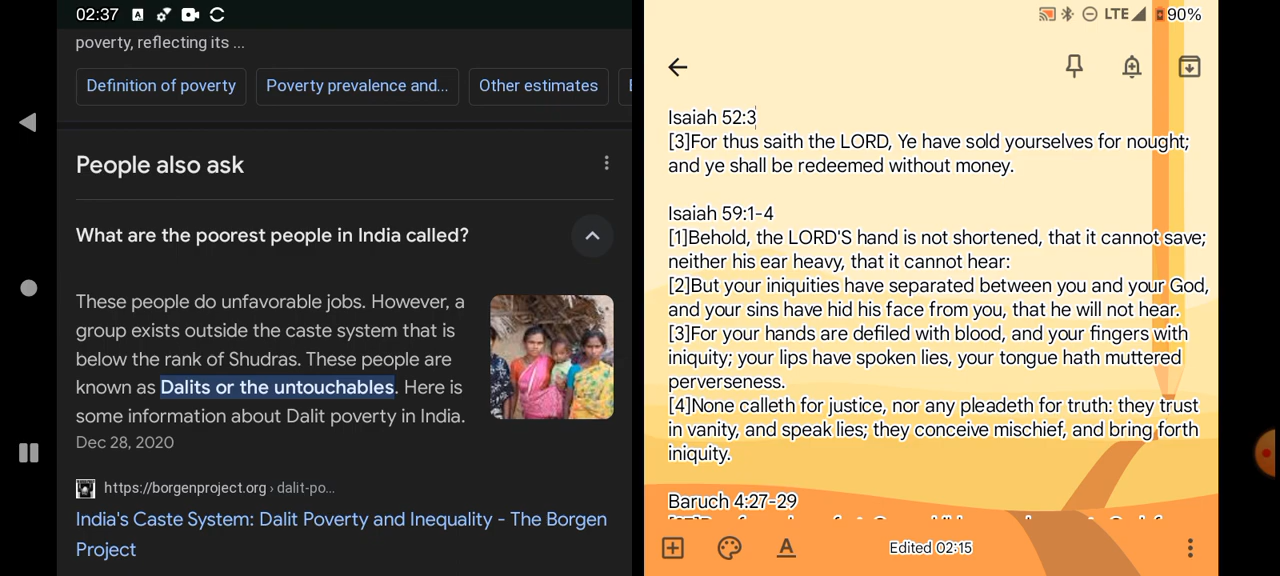 02:37
poverty, reflecting its ...
Definition of poverty
Poverty prevalence and...
Other estimates
People also ask
What are the poorest people in India called?
These people do unfavorable jobs. However, a
group exists outside the caste system that is
below the rank of Shudras. These people are
known as Dalits or the untouchables. Here is
some information about Dalit poverty in India.
Dec 28, 2020
https://borgenproject.org › dalit-po...
India's Caste System: Dalit Poverty and Inequality - The Borgen
Project
LTE 90%
Isaiah 52:3
[3]For thus saith the LORD, Ye have sold yourselves for nought;
and ye shall be redeemed without money.
Isaiah 59:1-4
[1]Behold, the LORD'S hand is not shortened, that it cannot save;
neither his ear heavy, that it cannot hear:
[2]But your iniquities have separated between you and your God,
and your sins have hid his face from you, that he will not hear.
[3]For your hands are defiled with blood, and your fingers with
iniquity; your lips have spoken lies, your tongue hath muttered
perverseness.
[4]None calleth for justice, nor any pleadeth for truth: they trust
in vanity, and speak lies; they conceive mischief, and bring forth
iniquity.
Baruch 4:27-29
A
Edited 02:15